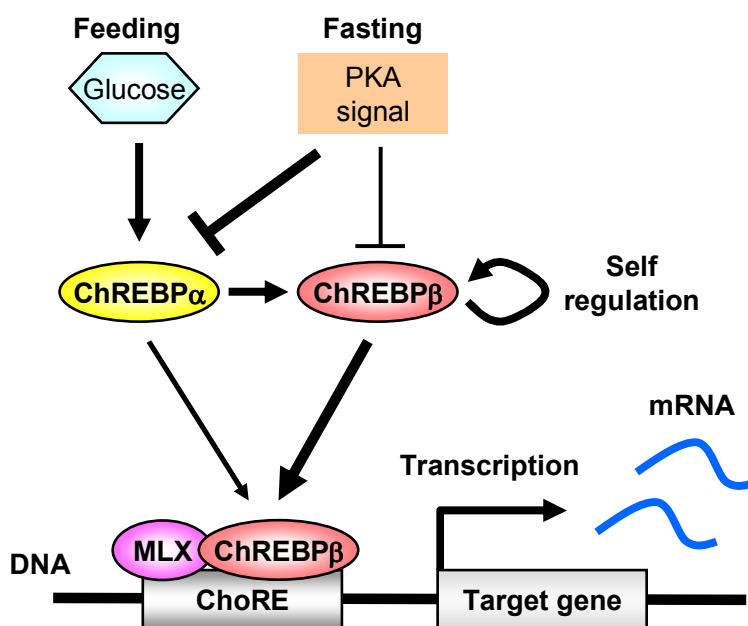 Feeding
Fasting
Glucose
PKA
signal
ChREBPα
ChREBPβ
Self
regulation
mRNA
Transcription
MLX
ChREBPβ
DNA
ChoRE
Target gene